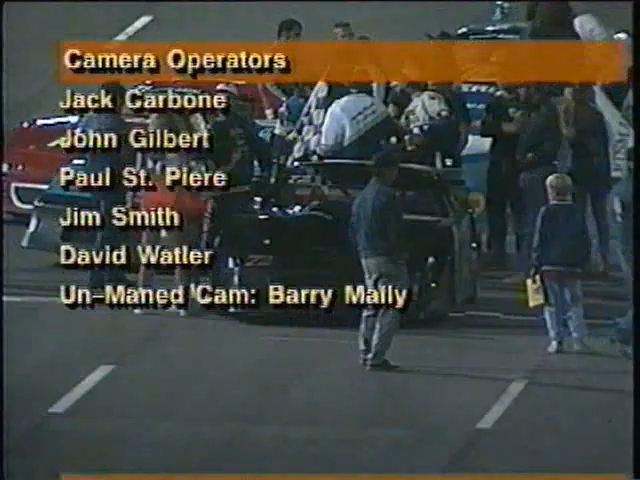 Camera Operators
Jack Carbone
John Gilbert
Paul St. Piere
Jim Smith
David Watler
Un-Maned Cam: Barry Mally